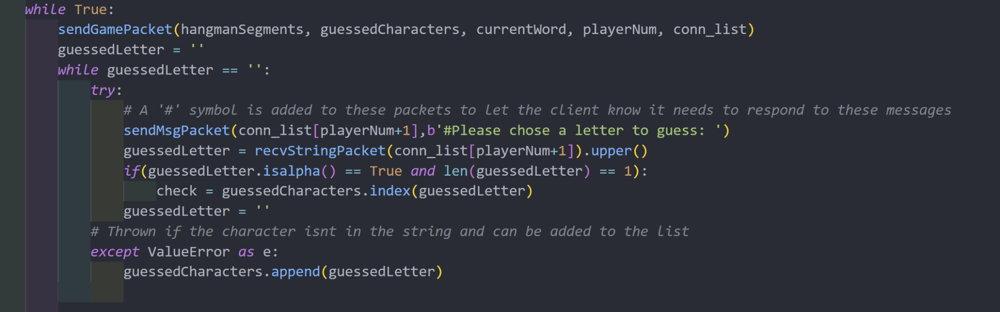 while True:
sendGamePacket(hangmanSegments, guessedCharacters, currentWord, playerNum, conn_list)
guessedLetter = ''
while guessedLetter == '':
try:
# A '#' symbol is added to these packets to let the client know it needs to respond to these messages
sendMsgPacket(conn_list[playerNum+1],b'#Please chose a letter to guess: ')
guessedLetter = recvStringPacket(conn_list[playerNum+1]).upper()
if(guessedLetter.isalpha() == True and len(guessedLetter) == 1):
check = guessedCharacters.index(guessedLetter)
guessedLetter = ''
# Thrown if the character isnt in the string and can be added to the list
except ValueError as e:
guessedCharacters.append(guessedLetter)